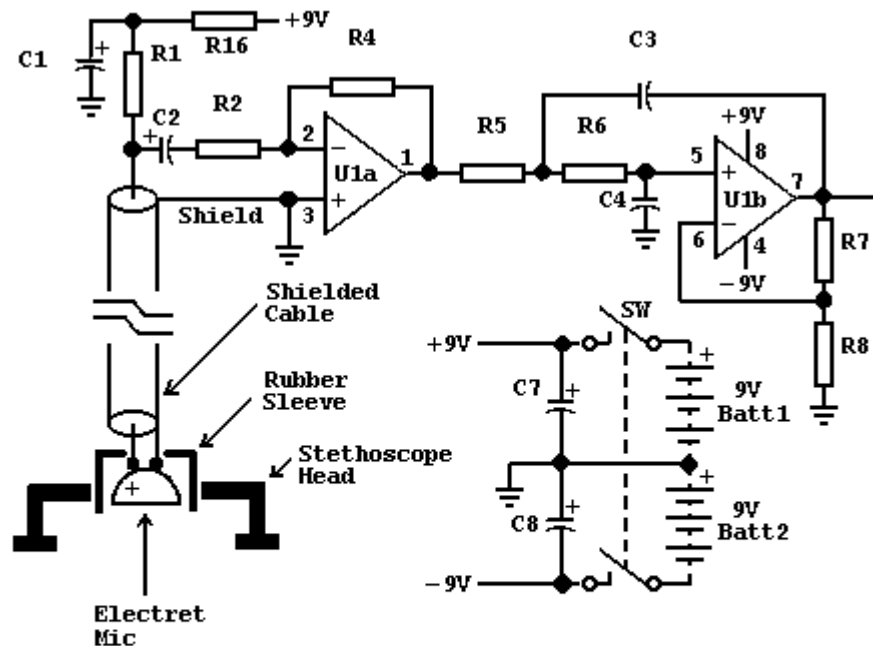 +9V
R16
R4
C3
C1
+
R1
C2
+
R2
R5
R6
+9V
2
−
U1a
1
5
+
8
U1b
7
Shield
3
+
C4
6
−
4
−9V
R7
Shielded
Cable
SW
R8
+9V
+
C7
+
9V
Batt1
Rubber
Sleeve
Stethoscope
Head
+
C8
+
+
9V
Batt2
−9V
Electret
Mic